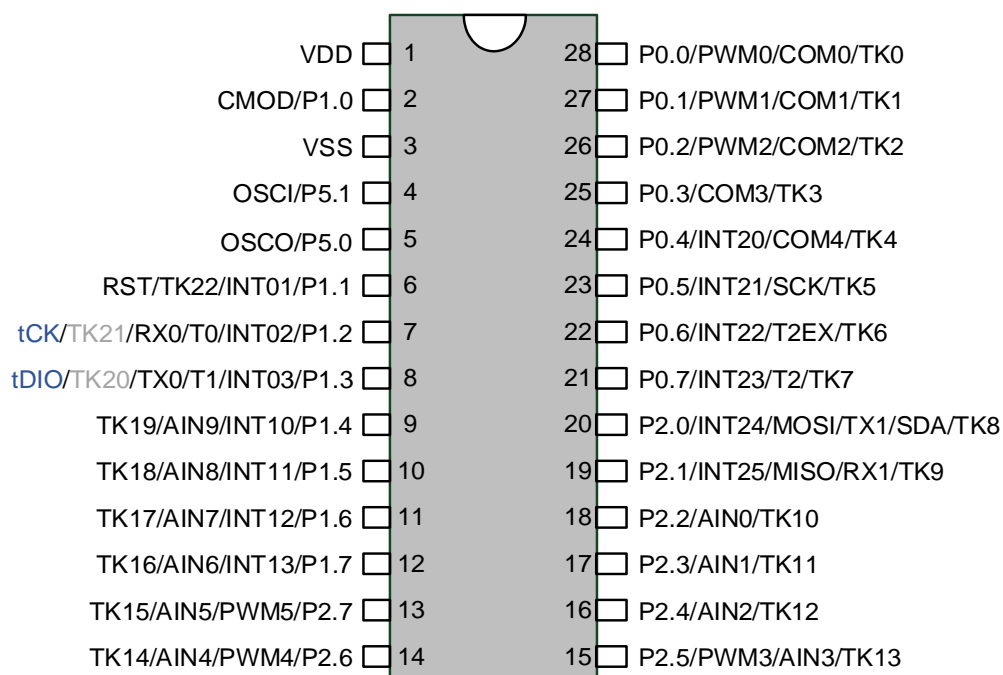 VDD 1 28 P0.0/PWM0/COM0/TK0
CMOD/P1.0 2 27 P0.1/PWM1/COM1/TK1
VSS 3 26 P0.2/PWM2/COM2/TK2
OSCI/P5.1 4 25 P0.3/COM3/TK3
OSCO/P5.0 5 24 P0.4/INT20/COM4/TK4
RST/TK22/INT01/P1.1 6 23 P0.5/INT21/SCK/TK5
tCK/TK21/RX0/T0/INT02/P1.2 7 22 P0.6/INT22/T2EX/TK6
tDIO/TK20/TX0/T1/INT03/P1.3 8 21 P0.7/INT23/T2/TK7
TK19/AIN9/INT10/P1.4 9 20 P2.0/INT24/MOSI/TX1/SDA/TK8
TK18/AIN8/INT11/P1.5 10 19 P2.1/INT25/MISO/RX1/TK9
TK17/AIN7/INT12/P1.6 11 18 P2.2/AIN0/TK10
TK16/AIN6/INT13/P1.7 12 17 P2.3/AIN1/TK11
TK15/AIN5/PWM5/P2.7 13 16 P2.4/AIN2/TK12
TK14/AIN4/PWM4/P2.6 14 15 P2.5/PWM3/AIN3/TK13